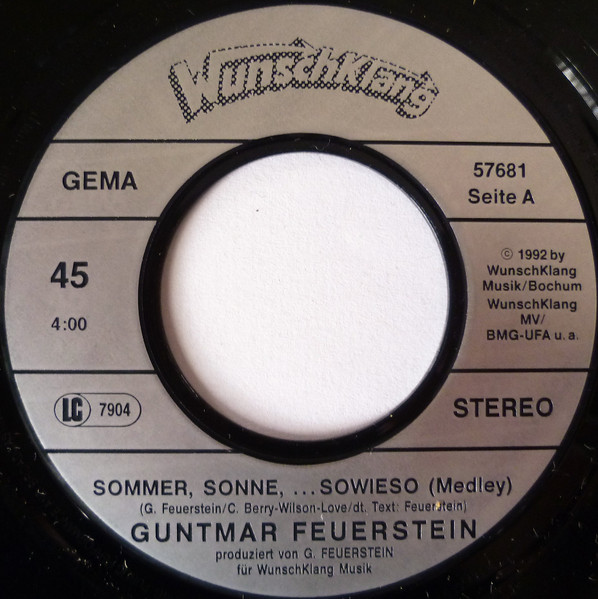 WunschKlang
GEMA
57681
Seite A
45
4:00
© 1992 by
WunschKlang
Musik/Bochum
WunschKlang
MV/
BMG-UFA u. a.
LC 7904
STEREO
SOMMER, SONNE, ...SOWIESO (Medley)
(G. Feuerstein/C. Berry-Wilson-Love/dt. Text: Feuerstein)
GUNTMAR FEUERSTEIN
produziert von G. FEUERSTEIN
für WunschKlang Musik